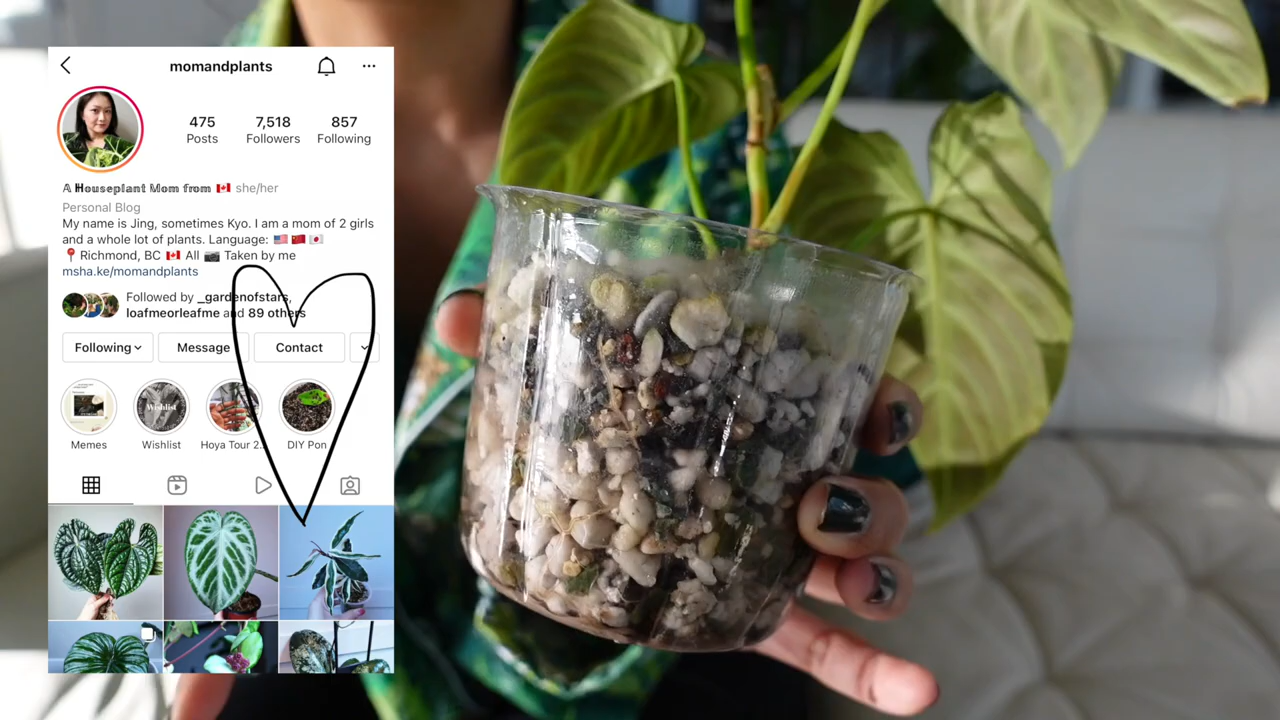 momandplants
475 7,518 857
Posts Followers Following
A Houseplant Mom from 🇨🇦 she/her
Personal Blog
My name is Jing, sometimes Kyo. I am a mom of 2 girls
and a whole lot of plants. Language: 🇺🇸 🇨🇳 🇯🇵
📍 Richmond, BC 🇨🇦 All 📷 Taken by me
msha.ke/momandplants
Followed by _gardenofstars,
loafmeorleafme and 89 others
Following Message Contact
Wishlist
Memes Wishlist Hoya Tour 2... DIY Pon